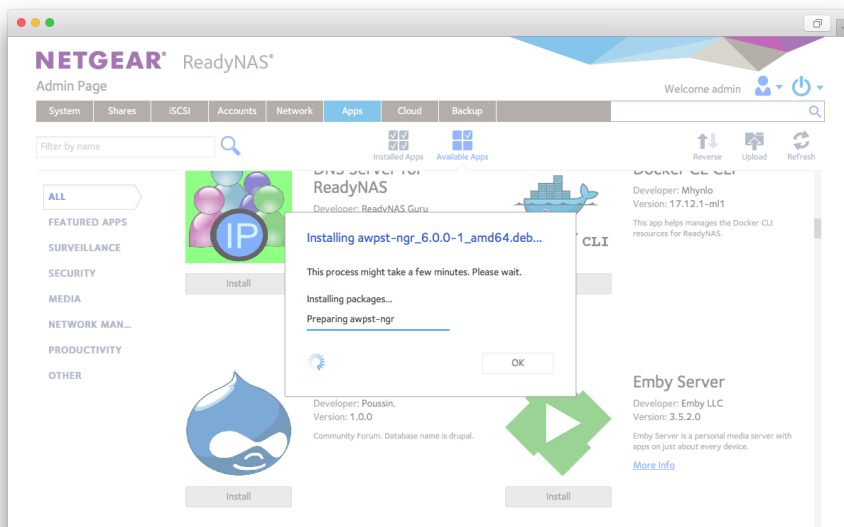 NETGEAR® ReadyNAS®
Admin Page
Welcome admin
System Shares iSCSI Accounts Network Apps Cloud Backup
Filter by name
Installed Apps Available Apps Reverse Upload Refresh
ALL
FEATURED APPS
SURVEILLANCE
SECURITY
MEDIA
NETWORK MAN...
PRODUCTIVITY
OTHER
DNS Server for
ReadyNAS
Developer: ReadyNAS Guru
IP
Install
CLI
Docker CE CLI
Developer: Mhynlo
Version: 17.12.1-ml1
This app helps manages the Docker CLI
resources for ReadyNAS.
Installing awpst-ngr_6.0.0-1_amd64.deb...
This process might take a few minutes. Please wait.
Installing packages...
Preparing awpst-ngr
OK
Developer: Poussin.
Version: 1.0.0
Community Forum. Database name is drupal.
Install
Emby Server
Developer: Emby LLC
Version: 3.5.2.0
Emby Server is a personal media server with
apps on just about every device.
More Info
Install